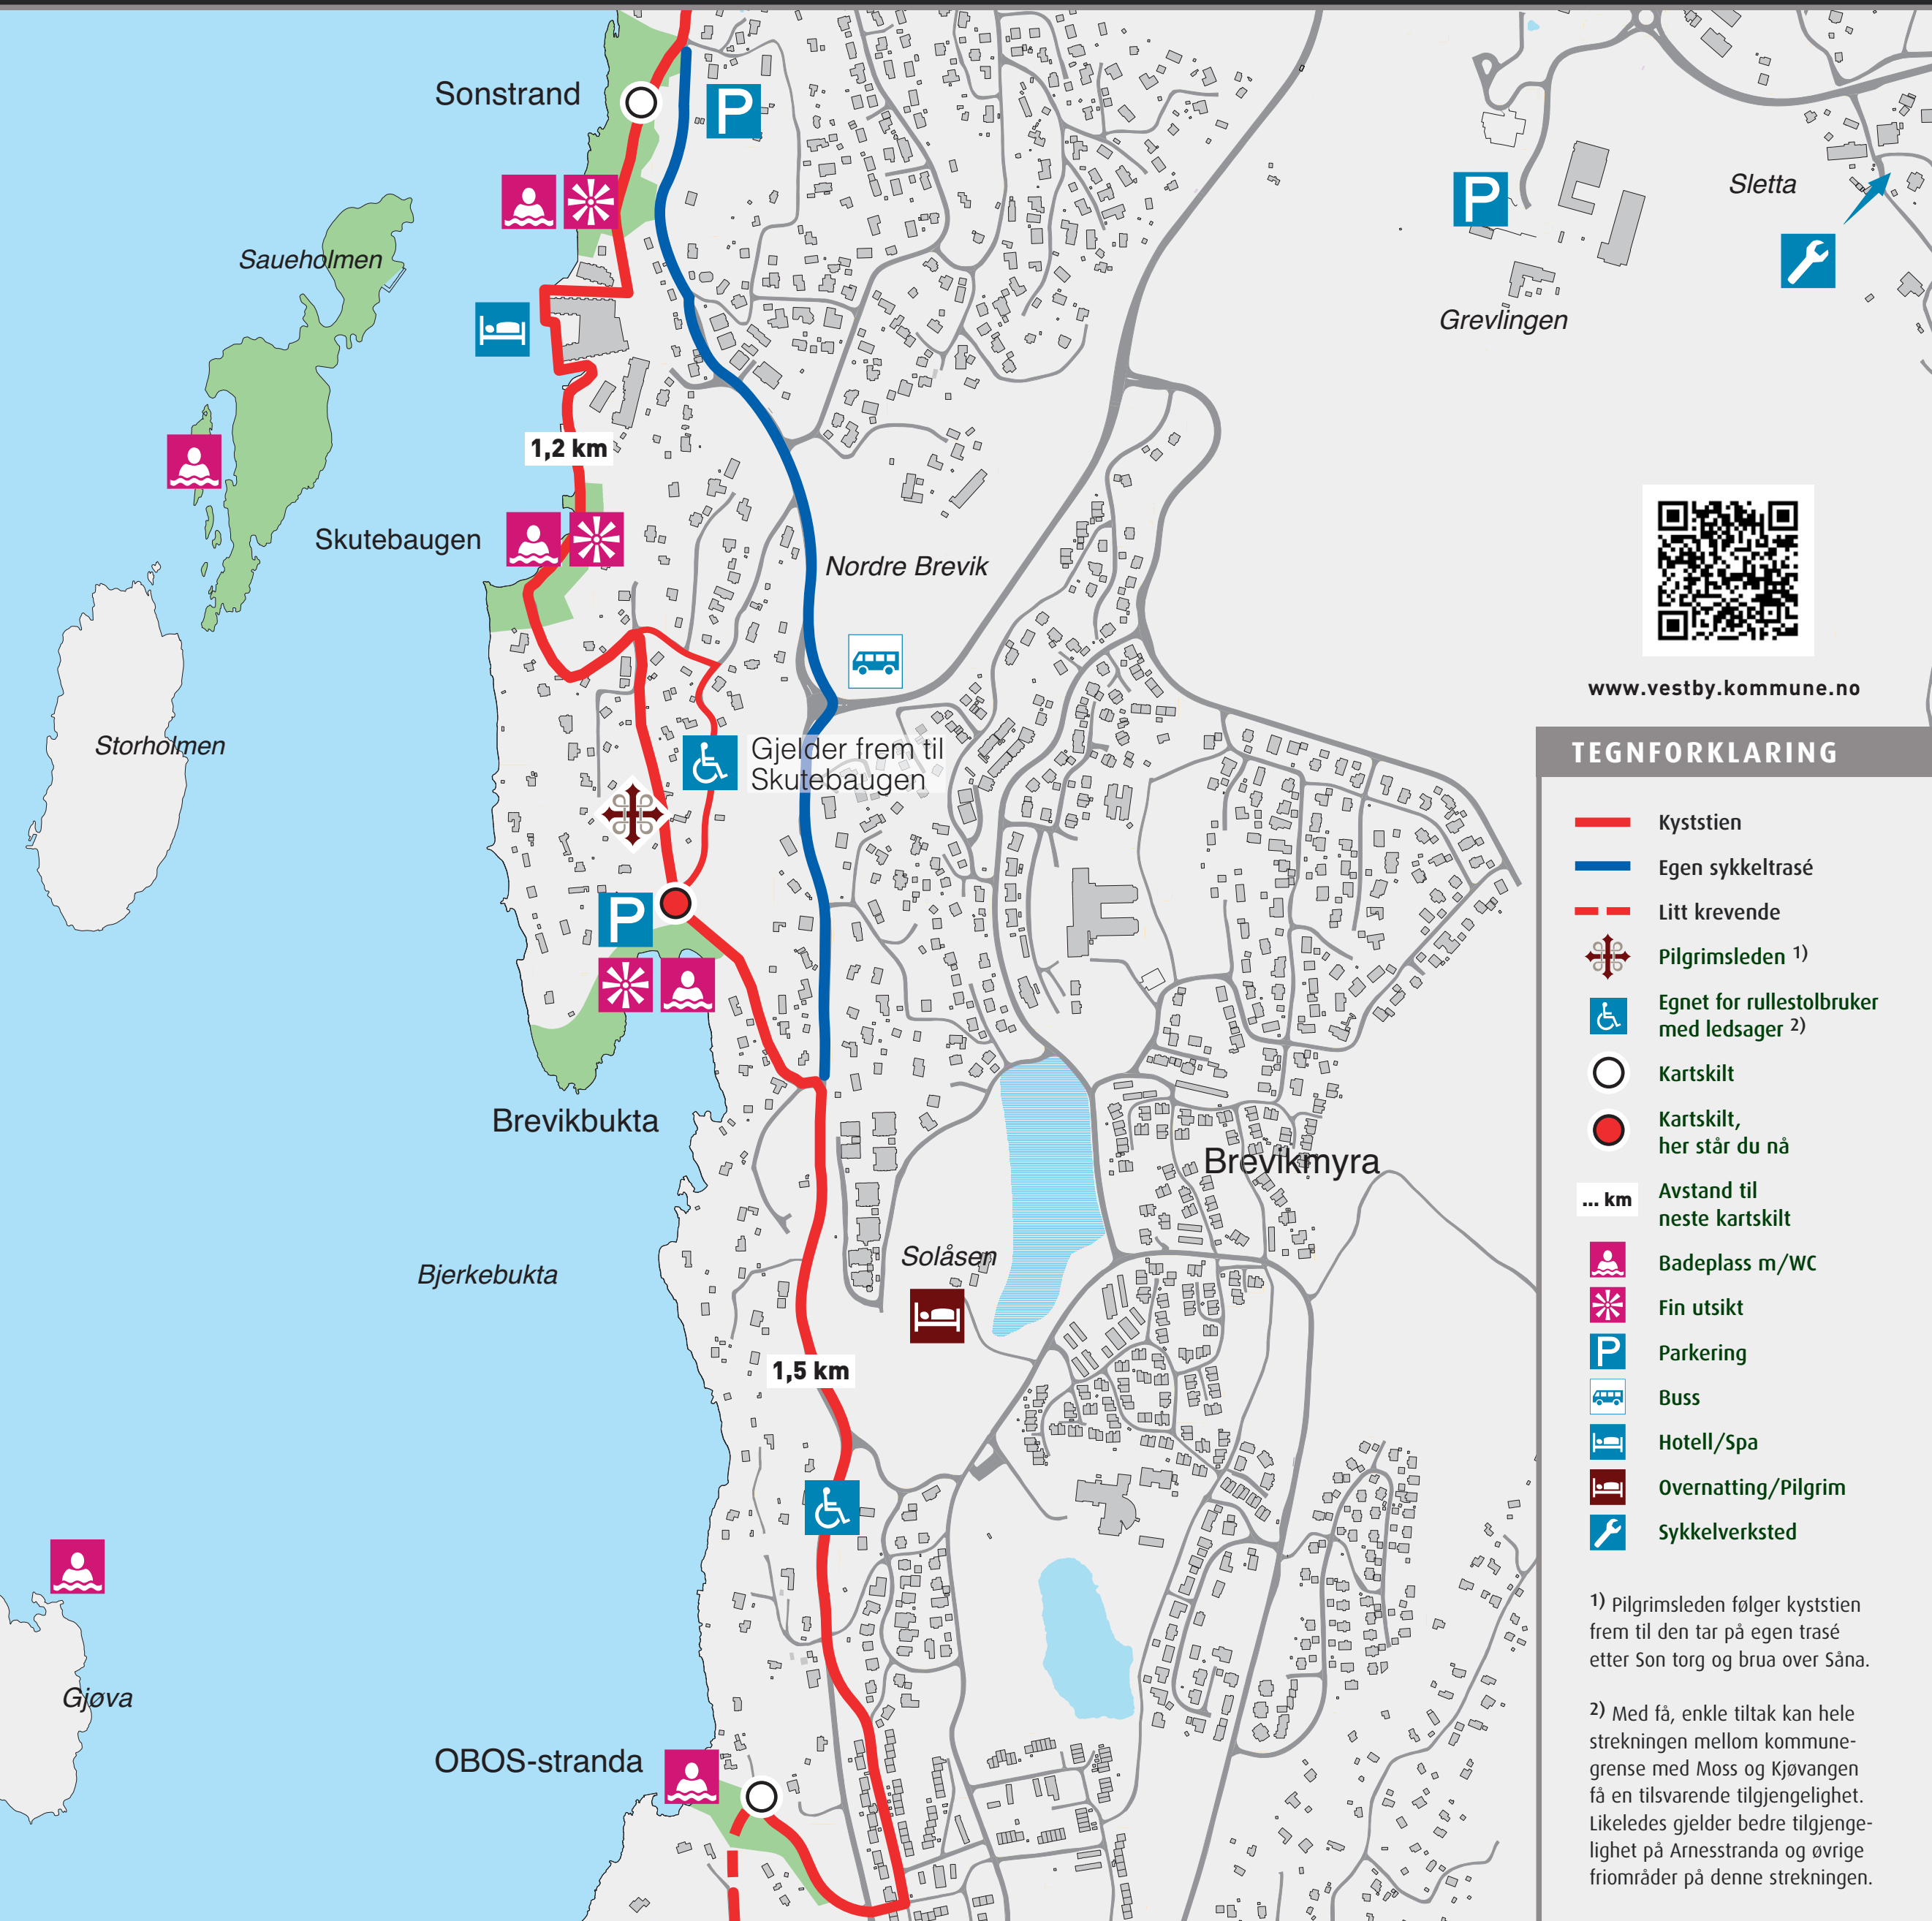 Sonstrand
P
Sletta
P
Saueholmen
Grevlingen
1,2 km
Skutebaugen
Nordre Brevik
www.vestby.kommune.no
Storholmen
Gjelder frem til
Skutebaugen
P
Brevikbukta
Brevikmyra
Solåsen
Bjerkebukta
1,5 km
Gjøva
OBOS-stranda
TEGNFORKLARING
Kyststien
Egen sykkeltrasé
Litt krevende
Pilgrimsleden 1)
Egnet for rullestolbruker
med ledsager 2)
Kartskilt
Kartskilt,
her står du nå
... km Avstand til
neste kartskilt
Badeplass m/WC
Fin utsikt
P Parkering
Buss
Hotell/Spa
Overnatting/Pilgrim
Sykkelverksted
1) Pilgrimsleden følger kyststien
frem til den tar på egen trasé
etter Son torg og brua over Såna.
2) Med få, enkle tiltak kan hele
strekningen mellom kommune-
grense med Moss og Kjøvangen
få en tilsvarende tilgjengelighet.
Likeledes gjelder bedre tilgjenge-
lighet på Arnesstranda og øvrige
friområder på denne strekningen.